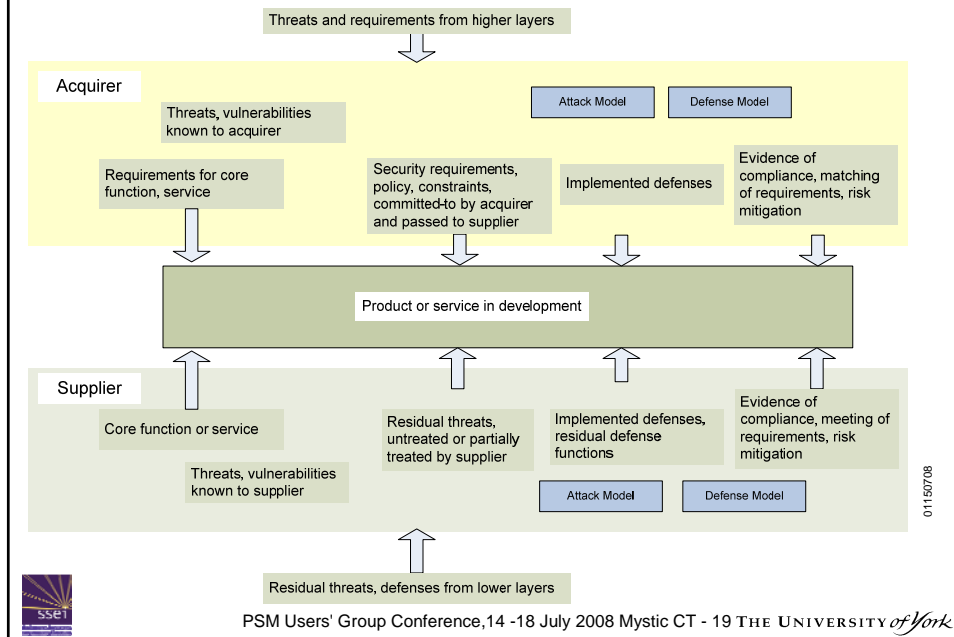 Threats and requirements from higher layers
Acquirer
Attack Model
Defense Model
Threats, vulnerabilities
known to acquirer
Requirements for core
function, service
Security requirements,
policy, constraints,
committed-to by acquirer
and passed to supplier
Implemented defenses
Evidence of
compliance, matching
of requirements, risk
mitigation
Product or service in development
Supplier
Core function or service
Threats, vulnerabilities
known to supplier
Residual threats,
untreated or partially
treated by supplier
Implemented defenses,
residual defense
functions
Evidence of
compliance, meeting of
requirements, risk
mitigation
Attack Model
Defense Model
01150708
Residual threats, defenses from lower layers
ssei
PSM Users' Group Conference,14 -18 July 2008 Mystic CT - 19
THE UNIVERSITY of York